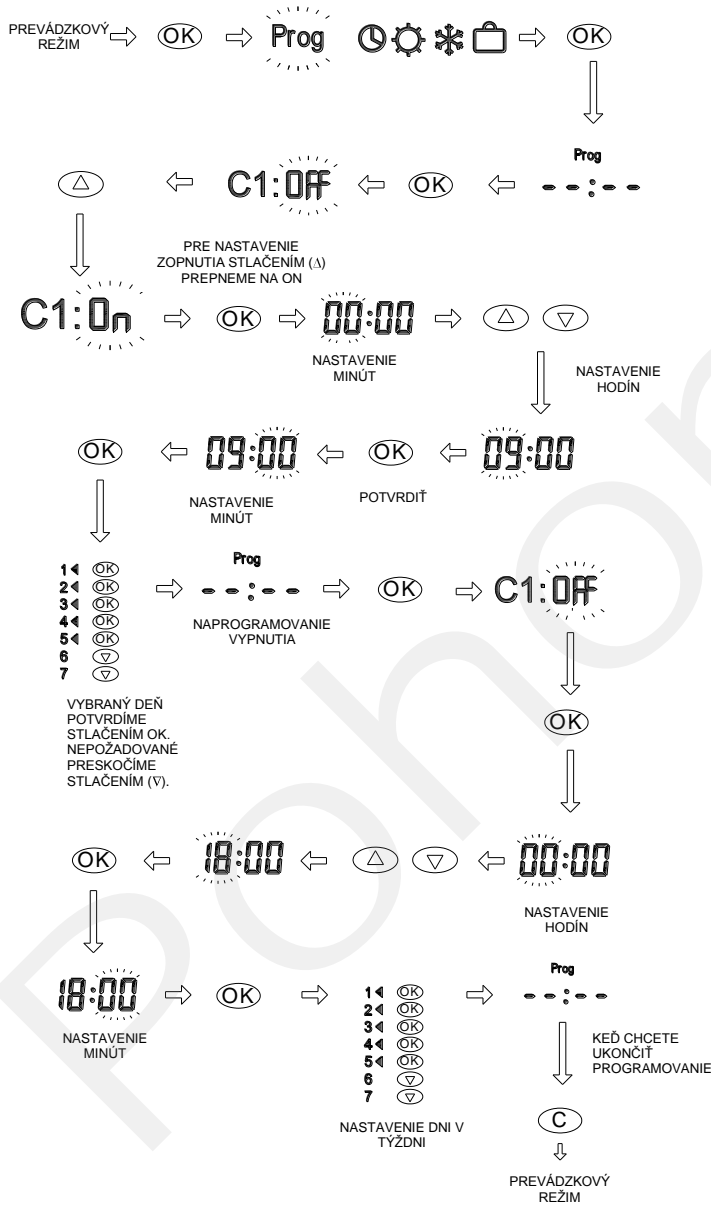 PREVÁDZKOVÝ
REŽIM
OK
Prog
OK
Prog
--:--
OK
C1:OFF
PRE NASTAVENIE
ZOPNUTIA STLAČENÍM (∆)
PREPNEME NA ON
C1:On
OK
00:00
NASTAVENIE
MINÚT
NASTAVENIE
HODÍN
09:00
OK
POTVRDIŤ
09:00
NASTAVENIE
MINÚT
OK
1 OK
2 OK
3 OK
4 OK
5 OK
6
7
VYBRANÝ DEŇ
POTVRDÍME
STLAČENÍM OK.
NEPOŽADOVANÉ
PRESKOČÍME
STLAČENÍM (∇).
Prog
--:--
NAPROGRAMOVANIE
VYPNUTIA
OK
C1:OFF
OK
00:00
NASTAVENIE
HODÍN
18:00
OK
18:00
NASTAVENIE
MINÚT
OK
1 OK
2 OK
3 OK
4 OK
5 OK
6
7
NASTAVENIE DNI V
TÝŽDNI
Prog
--:--
KEĎ CHCETE
UKONČIŤ
PROGRAMOVANIE
C
PREVÁDZKOVÝ
REŽIM